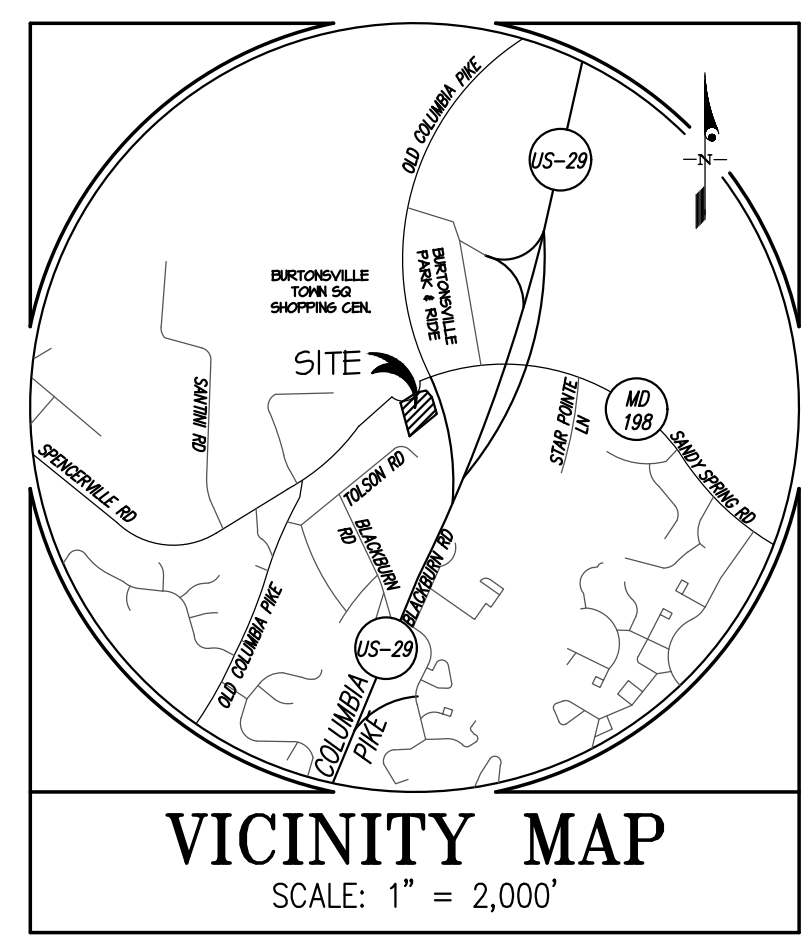 OLD COLUMBIA PIKE
US-29
N
BURTONSVILLE
TOWN SQ
SHOPPING CEN.
BURTONSVILLE
PARK & RIDE
SITE
SANTINI RD
STAR POINTE
LN
MD
198
SPENCERVILLE RD
TOLSON RD
SANDY SPRING RD
BLACKBURN
RD
BLACKBURN RD
OLD COLUMBIA PIKE
US-29
COLUMBIA
PIKE
VICINITY MAP
SCALE: 1" = 2,000'